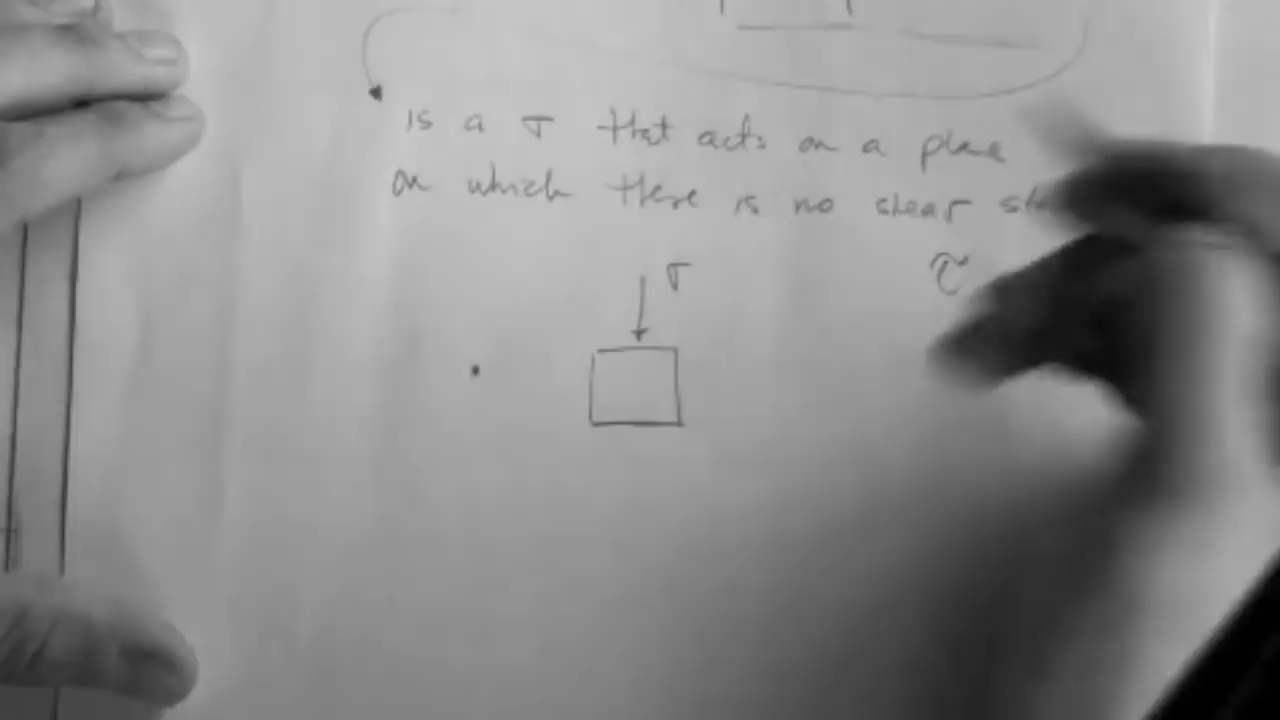 is a σ that acts on a plane
on which there is no shear
τ
σ